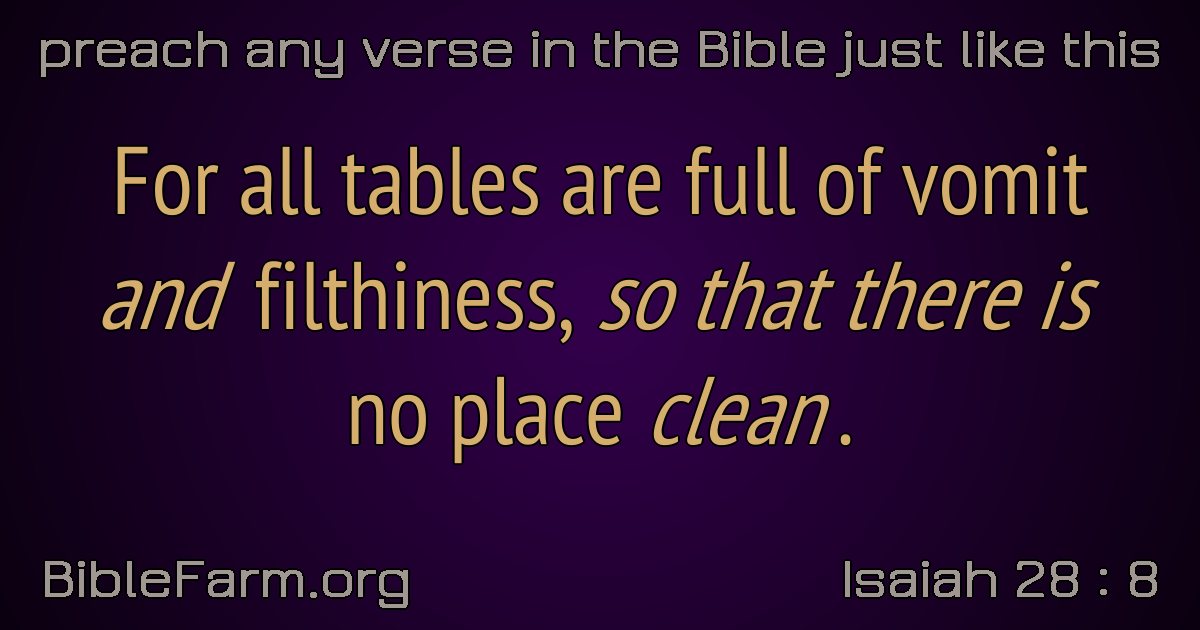 preach any verse in the Bible just like this
For all tables are full of vomit
and filthiness, so that there is
no place clean.
BibleFarm.org
Isaiah 28 : 8